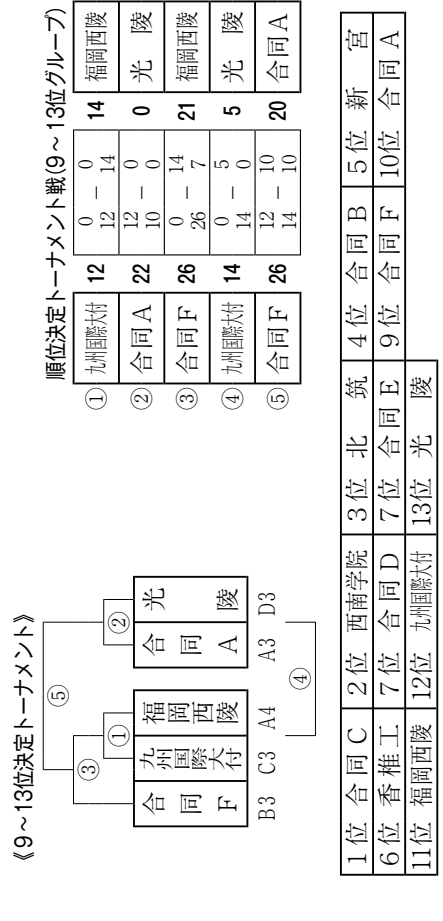 《9～13位決定トーナメント》
⑤
③
①
②
合同F
九州国際大付
福岡西陵
合同A
光陵
B3 C3 A4 A3 D3
④
順位決定トーナメント戦(9～13位グループ)
① 九州国際大付 12 0 － 0 14 福岡西陵
12 － 14
② 合同A 22 12 － 0 0 光陵
10 － 0
③ 合同F 26 0 － 14 21 福岡西陵
26 － 7
④ 九州国際大付 14 0 － 5 5 光陵
14 － 0
⑤ 合同F 26 12 － 10 20 合同A
14 － 10
1位 合同C 2位 西南学院 3位 北筑 4位 合同B 5位 新宮
6位 香椎工 7位 合同D 7位 合同E 9位 合同F 10位 合同A
11位 福岡西陵 12位 九州国際大付 13位 光陵